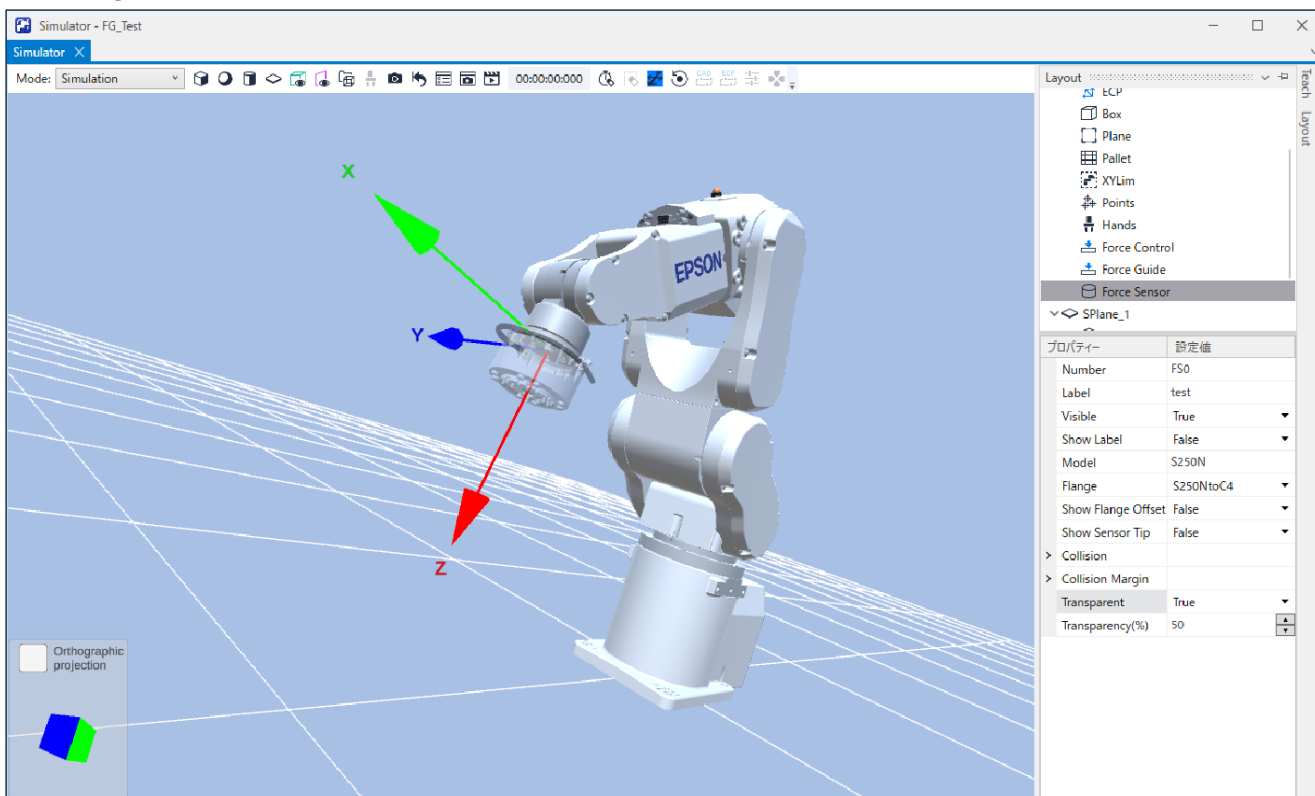 Simulator - FG_Test
Simulator
Mode: Simulation
00:00:00:000
CAD
ECP
Layout
ECP
Box
Plane
Pallet
XYLim
Points
Hands
Force Control
Force Guide
Force Sensor
SPlane_1
Teach
Layout
プロパティー 設定値
Number FS0
Label test
Visible True
Show Label False
Model S250N
Flange S250NtoC4
Show Flange Offset False
Show Sensor Tip False
Collision
Collision Margin
Transparent True
Transparency(%) 50
X
Y
Z
EPSON
Orthographic
projection